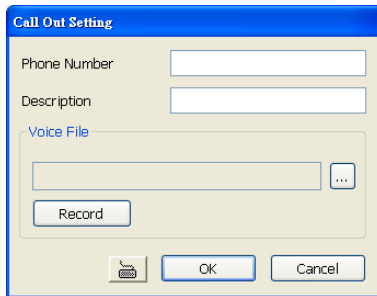 Call Out Setting
Phone Number
Description
Voice File
...
Record
OK Cancel